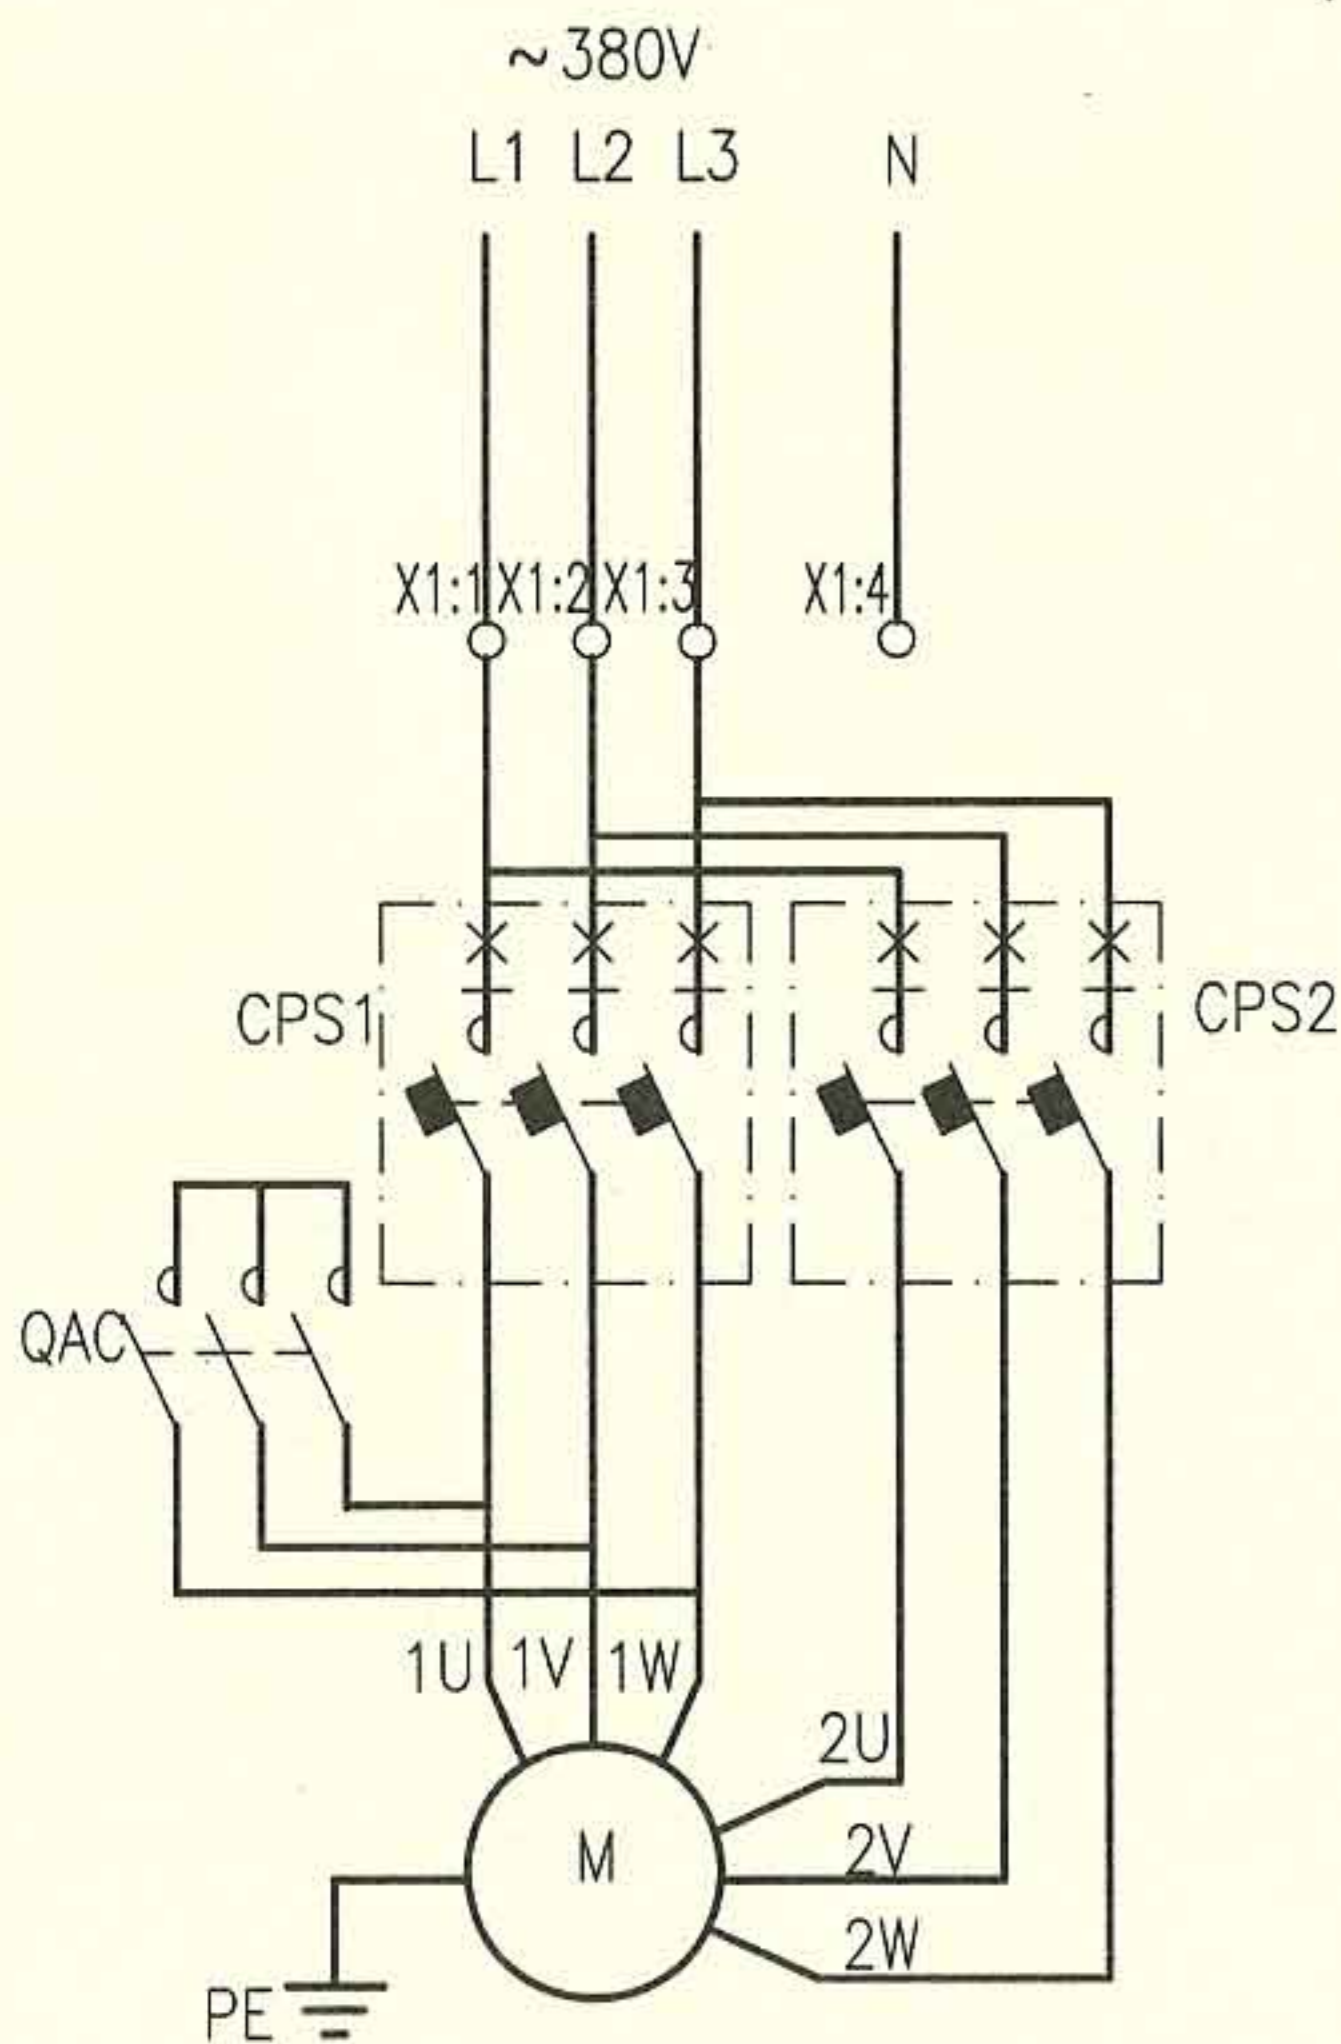 ~380V
L1 L2 L3 N
X1:1 X1:2 X1:3 X1:4
CPS1 CPS2
QAC
1U 1V 1W
2U
M 2V
2W
PE